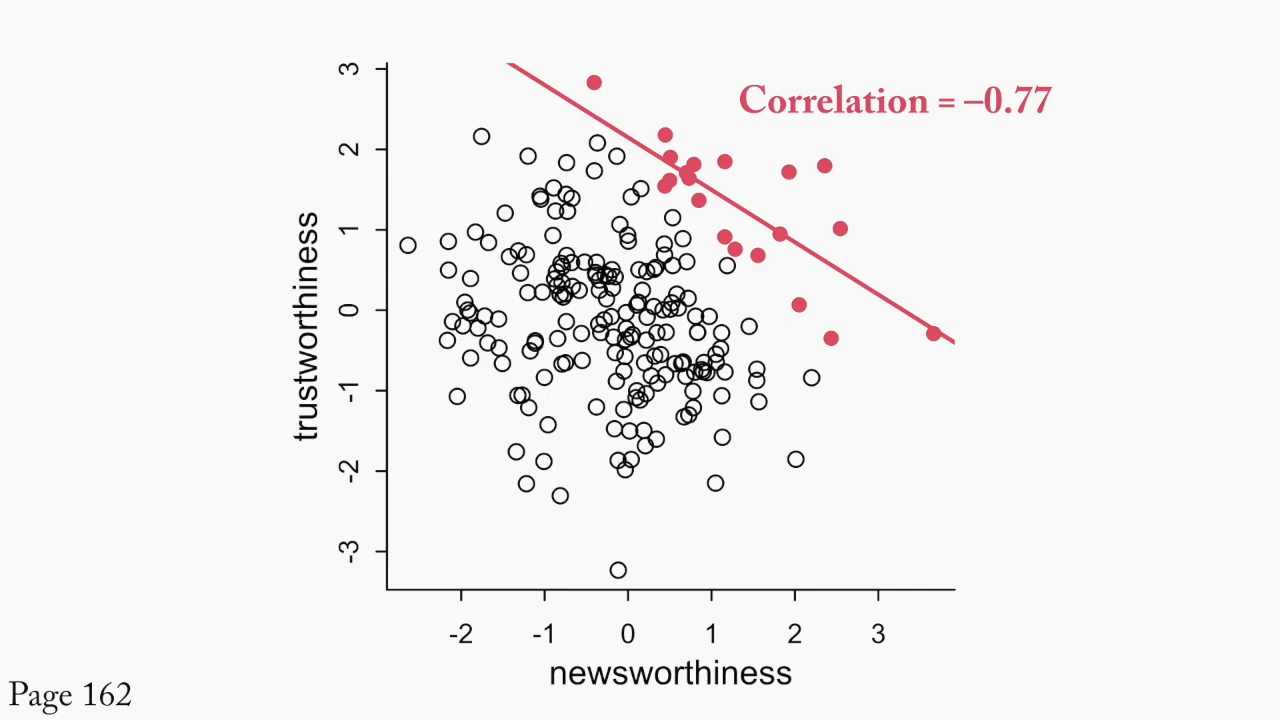 Correlation = –0.77
trustworthiness
3
2
1
0
-1
-2
-3
-2 -1 0 1 2 3
newsworthiness
Page 162